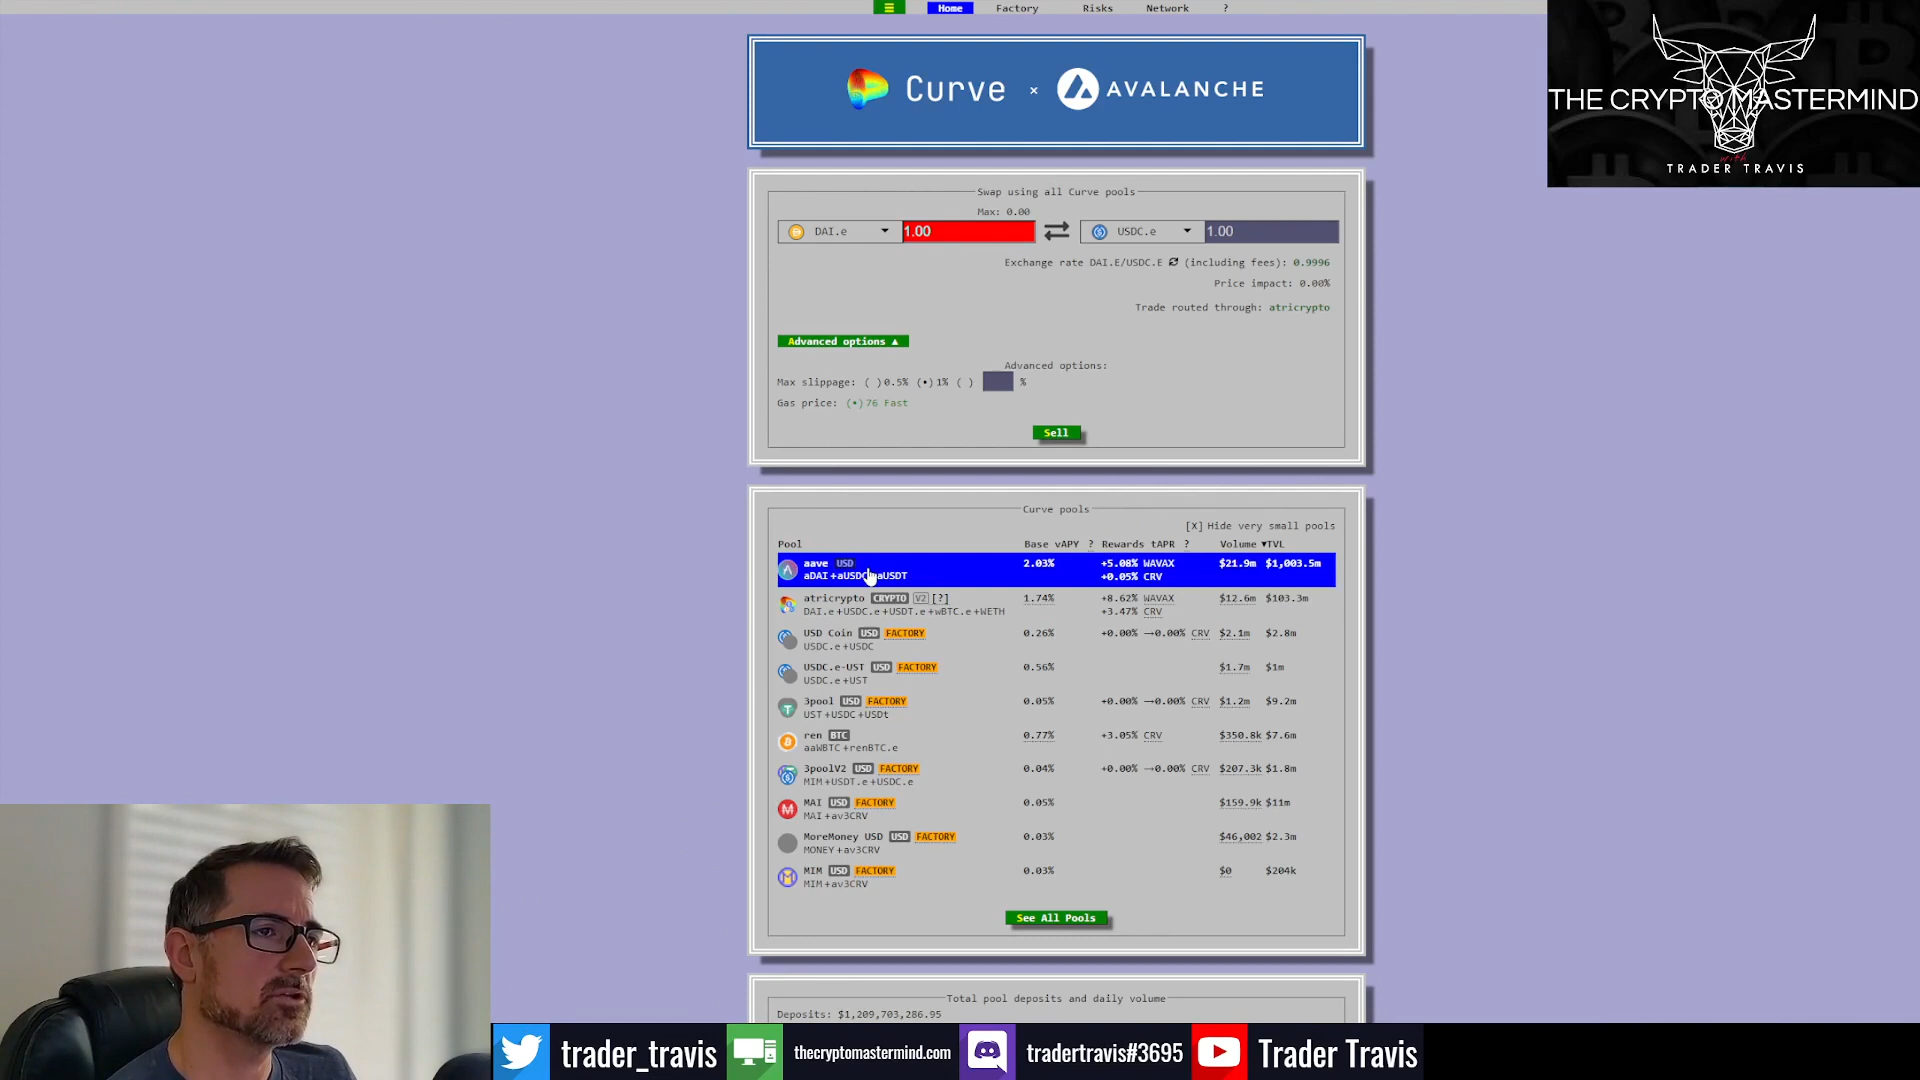 Home Factory Risks Network ?
Curve × AVALANCHE
THE CRYPTO MASTERMIND
with
TRADER TRAVIS
Swap using all Curve pools
Max: 0.00
DAI.e 1.00 USDC.e 1.00
Exchange rate DAI.E/USDC.E (including fees): 0.9996
Price impact: 0.00%
Trade routed through: atricrypto
Advanced options ▲
Advanced options:
Max slippage: ( )0.5% (•)1% ( ) %
Gas price: (•)76 Fast
Sell
Curve pools
[X] Hide very small pools
Pool Base vAPY ? Rewards tAPR ? Volume ▼TVL
aave USD 2.03% +5.08% WAVAX $21.9m $1,003.5m
aDAI+aUSDC+aUSDT +0.05% CRV
atricrypto CRYPTO V2 [?] 1.74% +8.62% WAVAX $12.6m $103.3m
DAI.e+USDC.e+USDT.e+wBTC.e+WETH +3.47% CRV
USD Coin USD FACTORY 0.26% +0.00% →0.00% CRV $2.1m $2.8m
USDC.e+USDC
USDC.e-UST USD FACTORY 0.56% $1.7m $1m
USDC.e+UST
3pool USD FACTORY 0.05% +0.00% →0.00% CRV $1.2m $9.2m
UST+USDC+USDt
ren BTC 0.77% +3.05% CRV $350.8k $7.6m
aaWBTC+renBTC.e
3poolV2 USD FACTORY 0.04% +0.00% →0.00% CRV $207.3k $1.8m
MIM+USDT.e+USDC.e
MAI USD FACTORY 0.05% $159.9k $11m
MAI+av3CRV
MoreMoney USD USD FACTORY 0.03% $46,002 $2.3m
MONEY+av3CRV
MIM USD FACTORY 0.03% $0 $204k
MIM+av3CRV
See All Pools
Total pool deposits and daily volume
Deposits: $1,209,703,286.95
trader_travis thecryptomastermind.com tradertravis#3695 Trader Travis